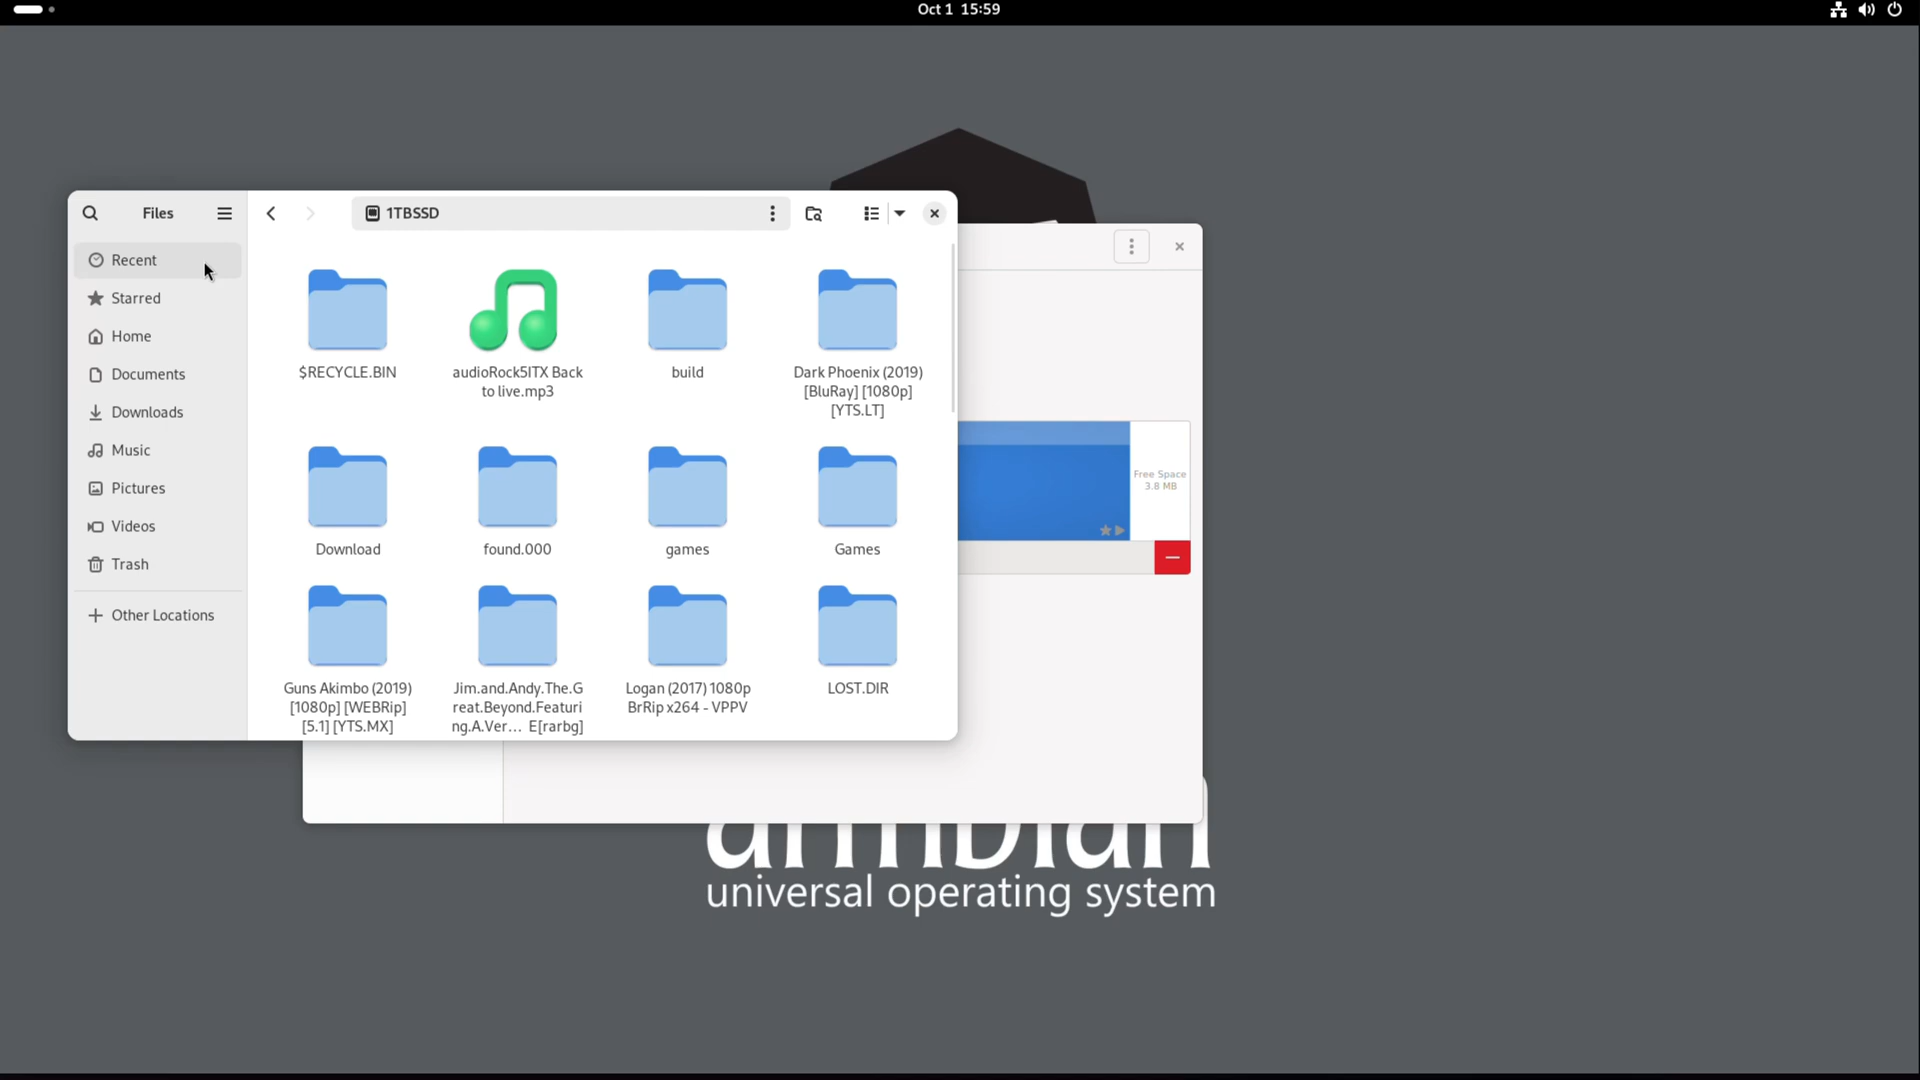 Oct 1 15:59
Files
1TBSSD
Recent
Starred
Home
Documents
Downloads
Music
Pictures
Videos
Trash
Other Locations
$RECYCLE.BIN
audioRock5ITX Back
to live.mp3
build
Dark Phoenix (2019)
[BluRay] [1080p]
[YTS.LT]
Download
found.000
games
Games
Guns Akimbo (2019)
[1080p] [WEBRip]
[5.1] [YTS.MX]
Jim.and.Andy.The.G
reat.Beyond.Featuri
ng.A.Ver... E[rarbg]
Logan (2017) 1080p
BrRip x264 - VPPV
LOST.DIR
Free Space
3.8 MB
armbian
universal operating system